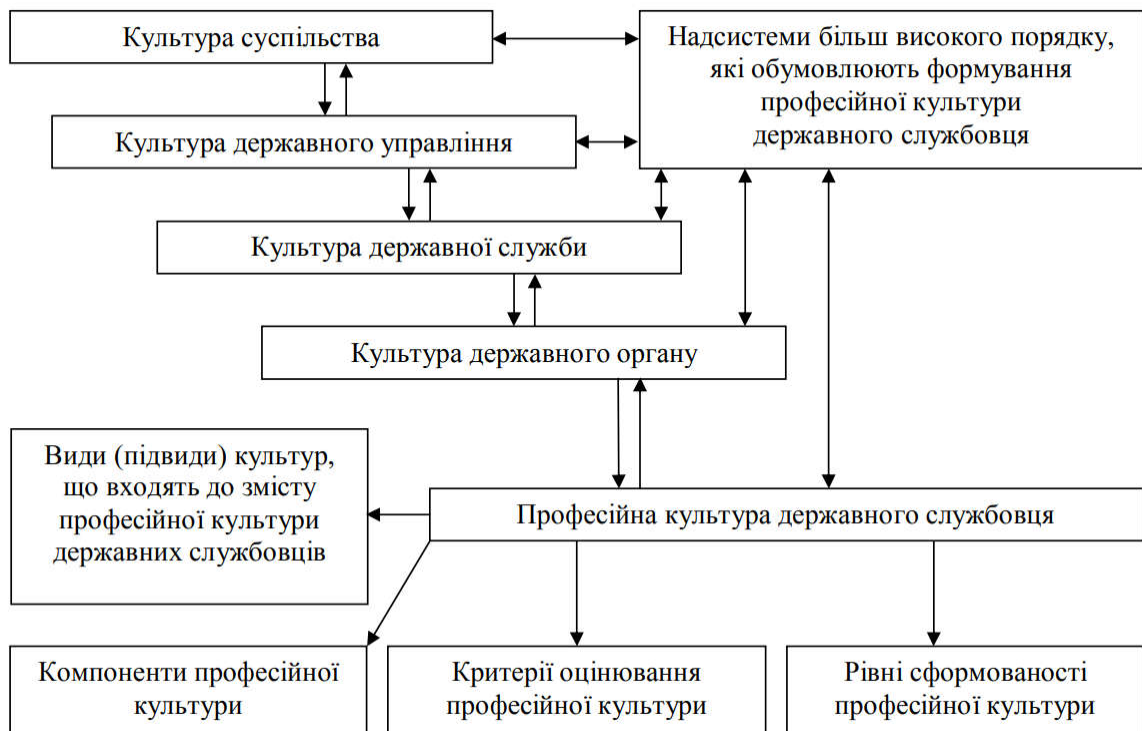 Культура суспільства
Надсистеми більш високого порядку,
які обумовлюють формування
професійної культури
державного службовця
Культура державного управління
Культура державної служби
Культура державного органу
Види (підвиди) культур,
що входять до змісту
професійної культури
державних службовців
Професійна культура державного службовця
Компоненти професійної
культури
Критерії оцінювання
професійної культури
Рівні сформованості
професійної культури